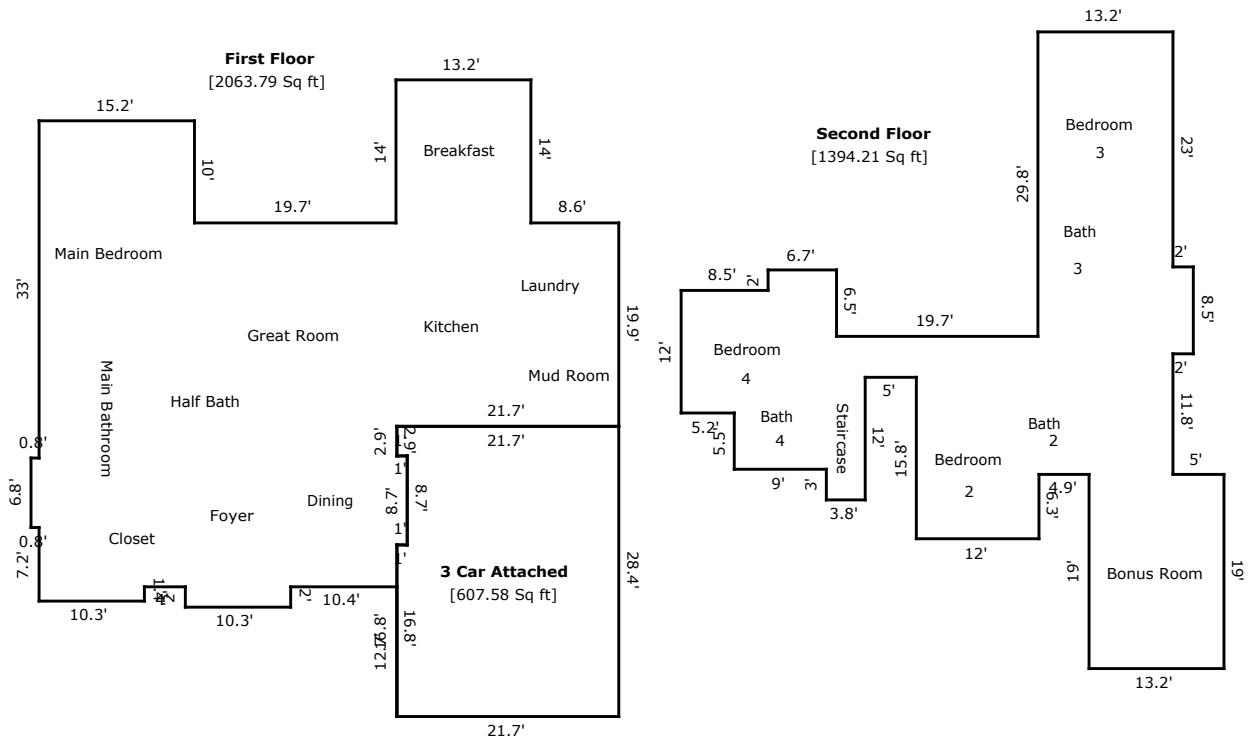 First Floor
[2063.79 Sq ft]
15.2'
10'
19.7'
14'
13.2'
Breakfast
14'
8.6'
33'
Main Bedroom
Great Room
Kitchen
Laundry
19.9'
Mud Room
Main Bathroom
Half Bath
0.8'
6.8'
0.8'
7.2'
Closet
Foyer
Dining
10.3'
1.4'
4'
2'
10.3'
2'
10.4'
21.7'
21.7'
2.9'
1'
2.9'
1'
8.7'
8.7'
1'
1'
3 Car Attached
[607.58 Sq ft]
28.4'
16.8'
16.8'
21.7'
Second Floor
[1394.21 Sq ft]
13.2'
Bedroom
3
23'
29.8'
Bath
3
2'
8.5'
2'
11.8'
5'
6.7'
8.5'
2'
6.5'
19.7'
12'
Bedroom
4
5.2'
5.5'
Bath
4
9'
3'
Staircase
3.8'
12'
5'
15.8'
Bedroom
2
Bath
2
4.9'
6.3'
12'
19'
Bonus Room
19'
13.2'